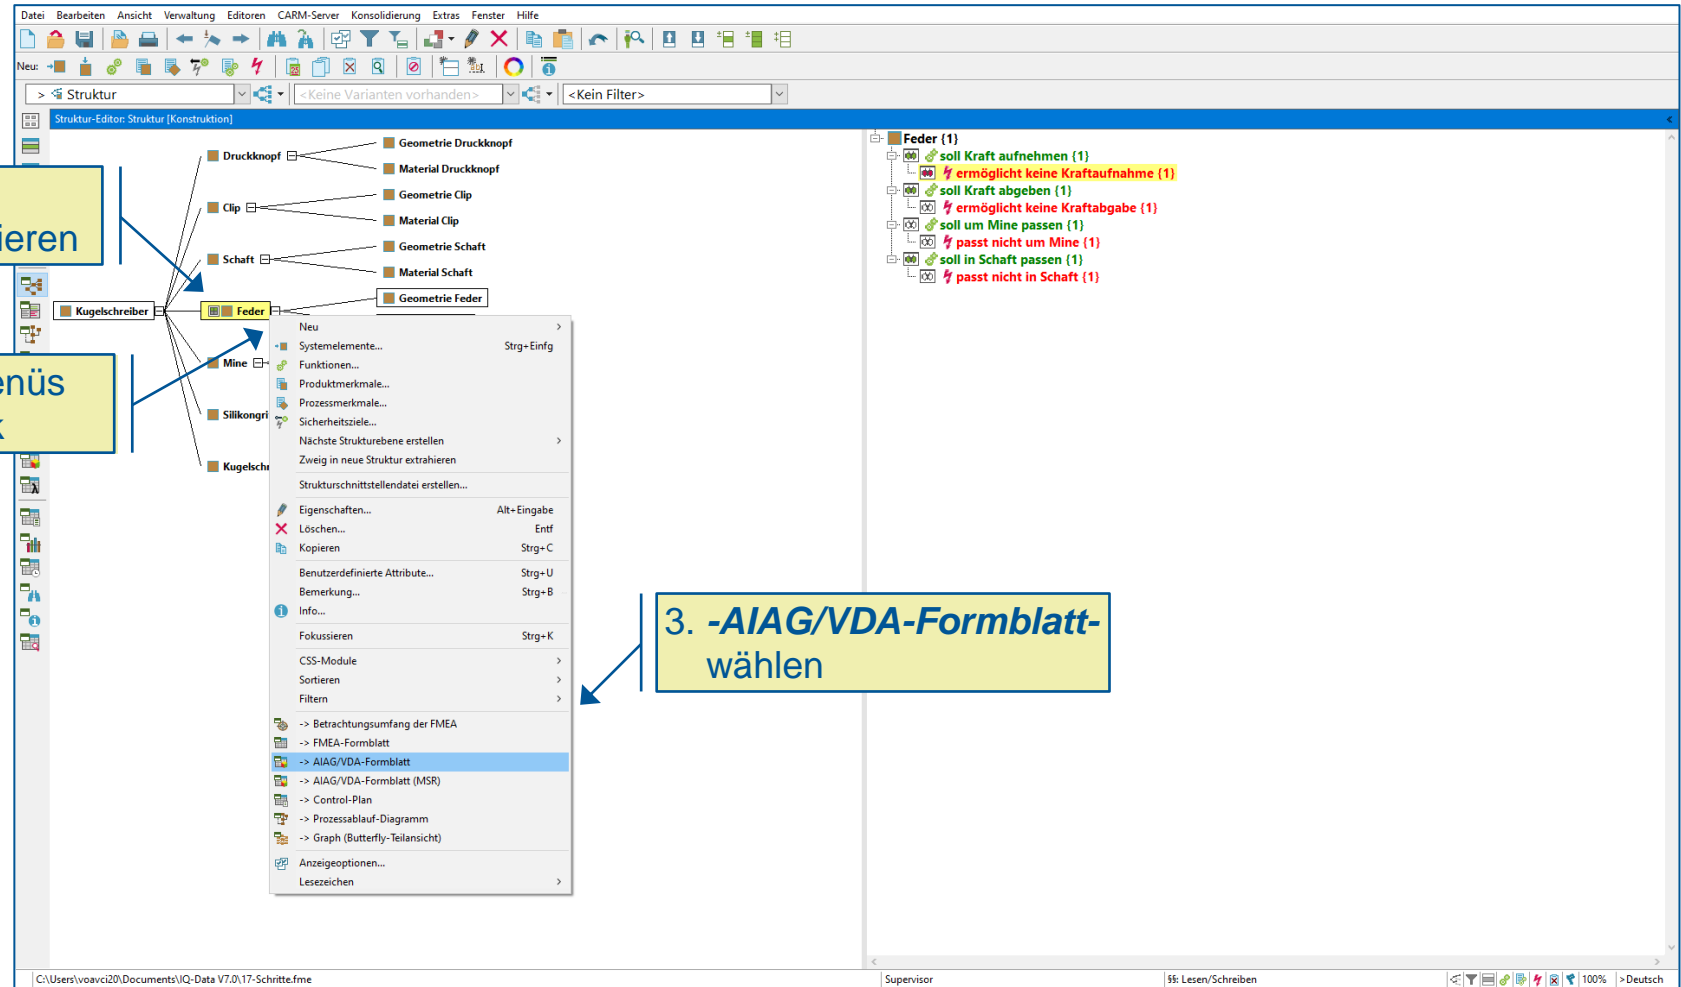 Datei Bearbeiten Ansicht Verwaltung Editoren CARM-Server Konsolidierung Extras Fenster Hilfe
Neu:
> Struktur <Keine Varianten vorhanden> <Kein Filter>
Struktur-Editor: Struktur [Konstruktion]
Kugelschreiber
Druckknopf
Geometrie Druckknopf
Material Druckknopf
Clip
Geometrie Clip
Material Clip
Schaft
Geometrie Schaft
Material Schaft
Feder
Geometrie Feder
Mine
Silikongri
Kugelsch
ieren
enüs
k
Neu
Systemelemente... Strg+Einfg
Funktionen...
Produktmerkmale...
Prozessmerkmale...
Sicherheitsziele...
Nächste Strukturebene erstellen
Zweig in neue Struktur extrahieren
Strukturschnittstellendatei erstellen...
Eigenschaften... Alt+Eingabe
Löschen... Entf
Kopieren Strg+C
Benutzerdefinierte Attribute... Strg+U
Bemerkung... Strg+B
Info...
Fokussieren Strg+K
CSS-Module
Sortieren
Filtern
-> Betrachtungsumfang der FMEA
-> FMEA-Formblatt
-> AIAG/VDA-Formblatt
-> AIAG/VDA-Formblatt (MSR)
-> Control-Plan
-> Prozessablauf-Diagramm
-> Graph (Butterfly-Teilansicht)
Anzeigeoptionen...
Lesezeichen
3. -AIAG/VDA-Formblatt-
wählen
Feder {1}
soll Kraft aufnehmen {1}
ermöglicht keine Kraftaufnahme {1}
soll Kraft abgeben {1}
ermöglicht keine Kraftabgabe {1}
soll um Mine passen {1}
passt nicht um Mine {1}
soll in Schaft passen {1}
passt nicht in Schaft {1}
C:\Users\voavci20\Documents\IQ-Data V7.0\17-Schritte.fme Supervisor §§: Lesen/Schreiben 100% >Deutsch